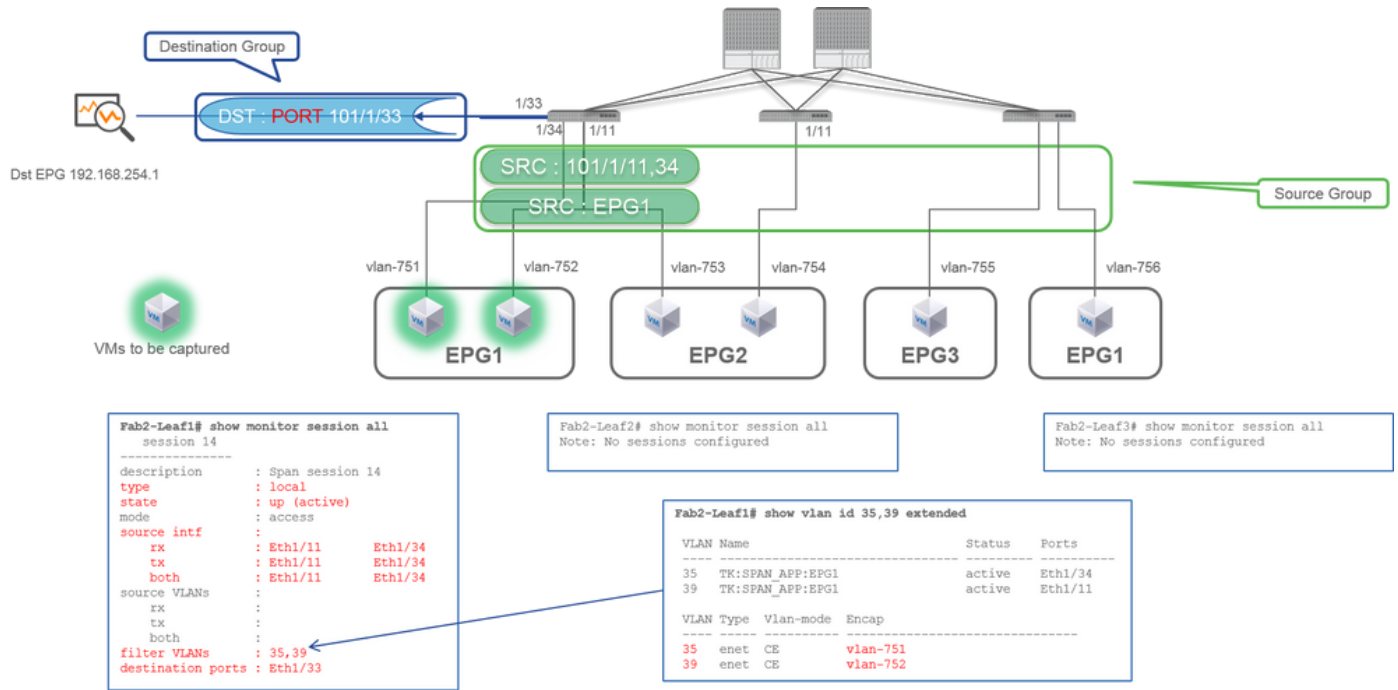 Destination Group
DST : PORT 101/1/33
1/33
1/34
1/11
1/11
Dst EPG 192.168.254.1
SRC : 101/1/11,34
SRC : EPG1
Source Group
vlan-751
vlan-752
vlan-753
vlan-754
vlan-755
vlan-756
VM
VM
VM
VM
VM
VM
VM
VMs to be captured
EPG1
EPG2
EPG3
EPG1
Fab2-Leaf1# show monitor session all
session 14
---------------
description : Span session 14
type : local
state : up (active)
mode : access
source intf :
rx : Eth1/11 Eth1/34
tx : Eth1/11 Eth1/34
both : Eth1/11 Eth1/34
source VLANs :
rx :
tx :
both :
filter VLANs : 35,39
destination ports : Eth1/33
Fab2-Leaf2# show monitor session all
Note: No sessions configured
Fab2-Leaf3# show monitor session all
Note: No sessions configured
Fab2-Leaf1# show vlan id 35,39 extended
VLAN Name Status Ports
---- -------------------------------- --------- ----------
35 TK:SPAN_APP:EPG1 active Eth1/34
39 TK:SPAN_APP:EPG1 active Eth1/11
VLAN Type Vlan-mode Encap
---- ----- ---------- -------------------------------
35 enet CE vlan-751
39 enet CE vlan-752